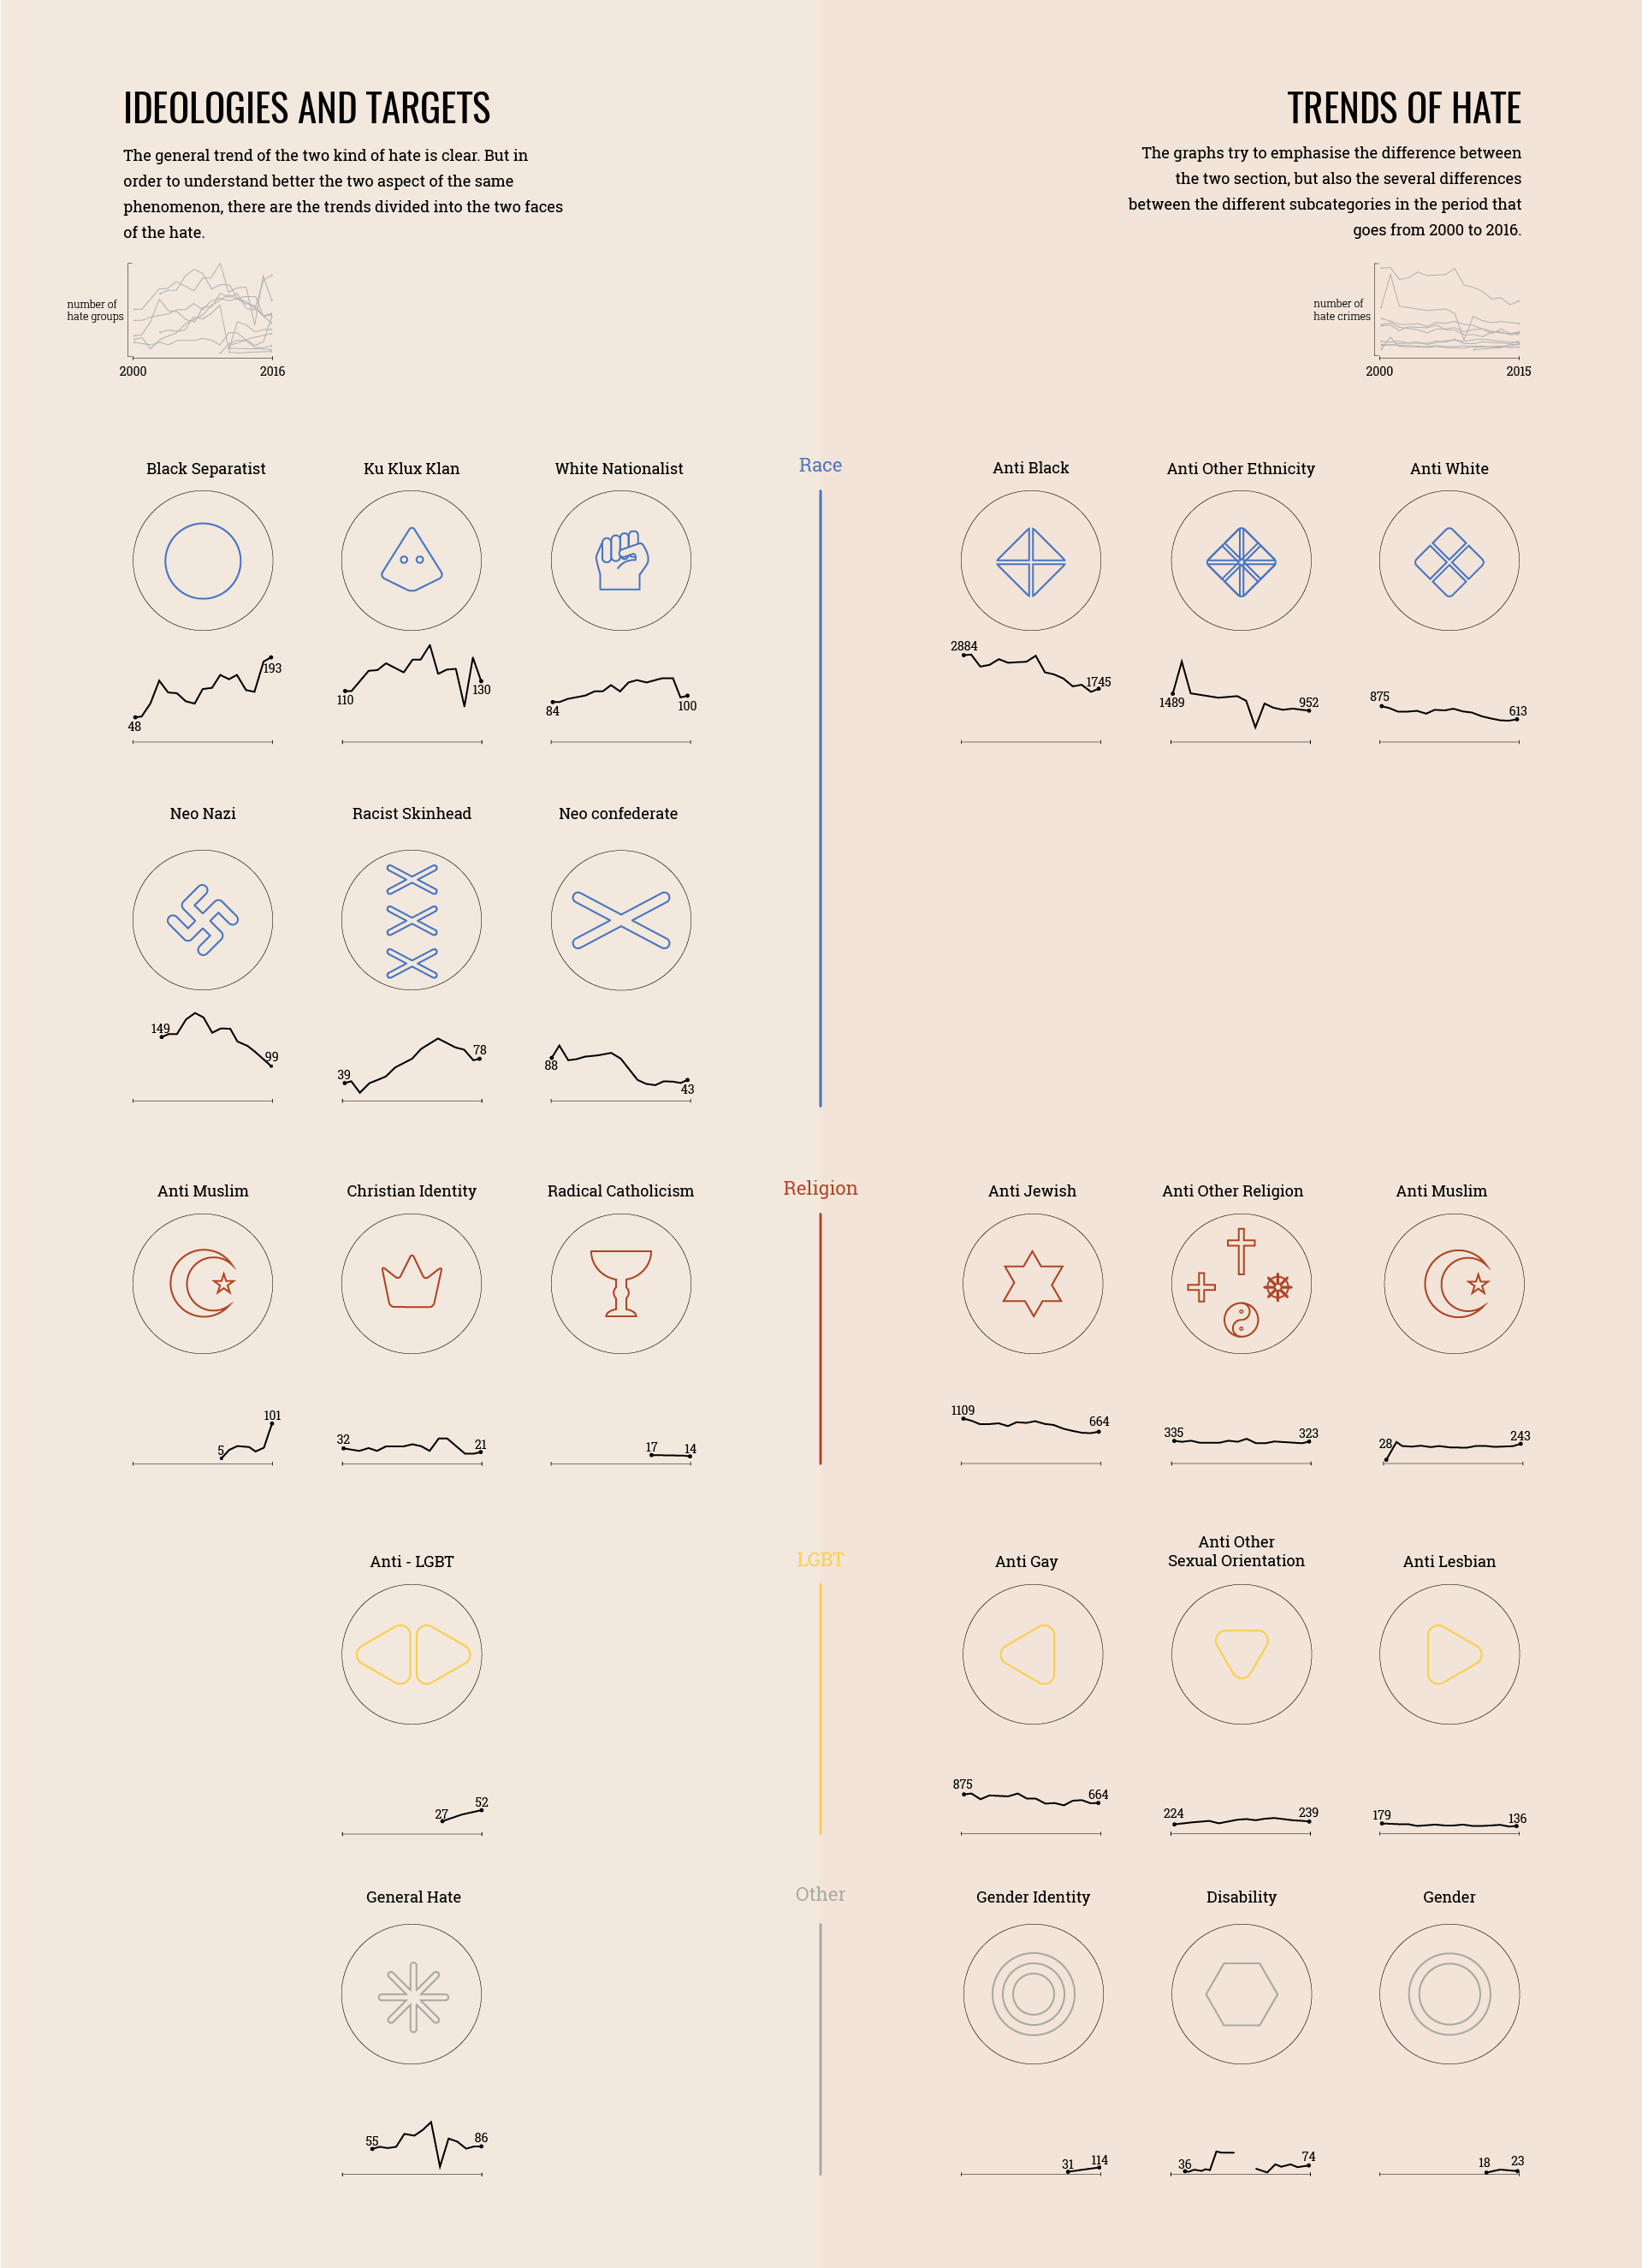 IDEOLOGIES AND TARGETS
The general trend of the two kind of hate is clear. But in
order to understand better the two aspect of the same
phenomenon, there are the trends divided into the two faces
of the hate.
number of
hate groups
2000
2016
TRENDS OF HATE
The graphs try to emphasise the difference between
the two section, but also the several differences
between the different subcategories in the period that
goes from 2000 to 2016.
number of
hate crimes
2000
2015
Race
Black Separatist
48
193
Ku Klux Klan
110
130
White Nationalist
84
100
Anti Black
2884
1745
Anti Other Ethnicity
1489
952
Anti White
875
613
Neo Nazi
149
99
Racist Skinhead
39
78
Neo confederate
88
43
Religion
Anti Muslim
5
101
Christian Identity
32
21
Radical Catholicism
17
14
Anti Jewish
1109
664
Anti Other Religion
335
323
Anti Muslim
28
243
LGBT
Anti - LGBT
27
52
Anti Gay
875
664
Anti Other
Sexual Orientation
224
239
Anti Lesbian
179
136
Other
General Hate
55
86
Gender Identity
31
114
Disability
36
74
Gender
18
23